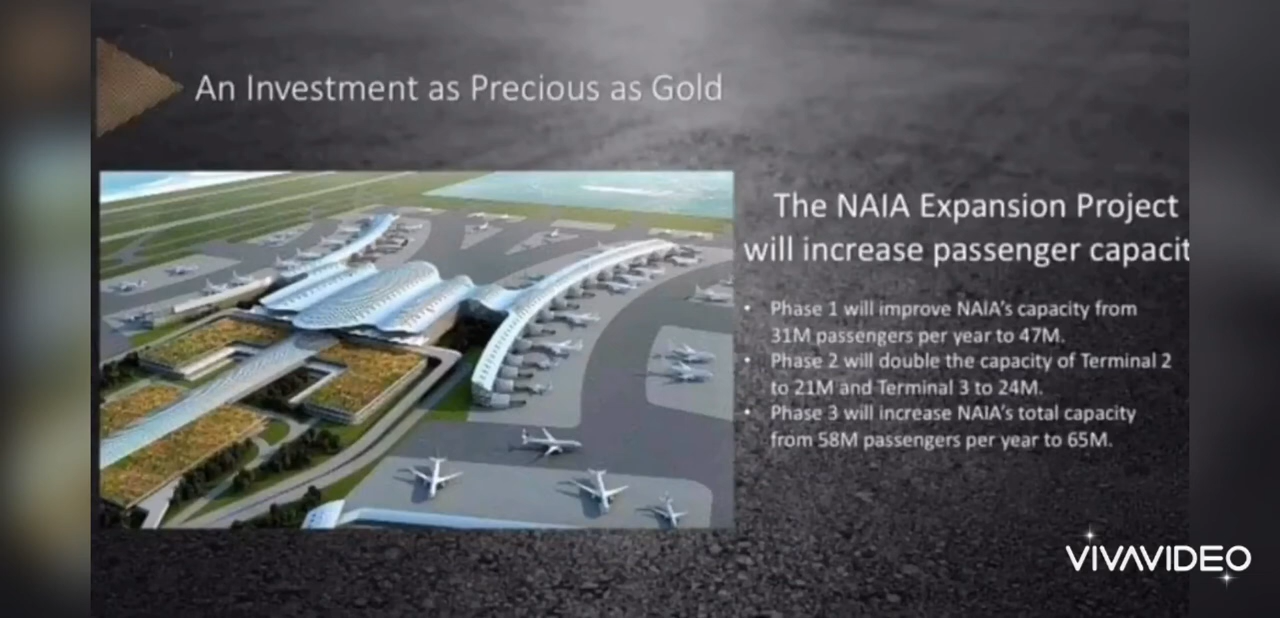 An Investment as Precious as Gold
The NAIA Expansion Project
will increase passenger capacit
• Phase 1 will improve NAIA's capacity from
31M passengers per year to 47M.
• Phase 2 will double the capacity of Terminal 2
to 21M and Terminal 3 to 24M.
• Phase 3 will increase NAIA's total capacity
from 58M passengers per year to 65M.
VIVAVIDEO